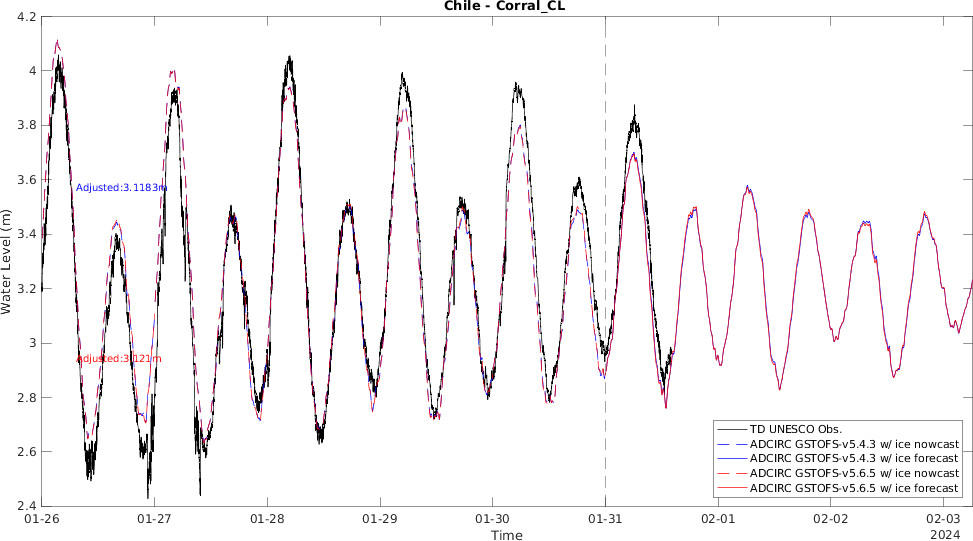 Chile - Corral_CL
4.2
4
3.8
3.6
3.4
3.2
3
2.8
2.6
2.4
Water Level (m)
Adjusted:3.1183m
Adjusted:3.121m
TD UNESCO Obs.
ADCIRC GSTOFS-v5.4.3 w/ ice nowcast
ADCIRC GSTOFS-v5.4.3 w/ ice forecast
ADCIRC GSTOFS-v5.6.5 w/ ice nowcast
ADCIRC GSTOFS-v5.6.5 w/ ice forecast
01-26 01-27 01-28 01-29 01-30 01-31 02-01 02-02 02-03
Time
2024